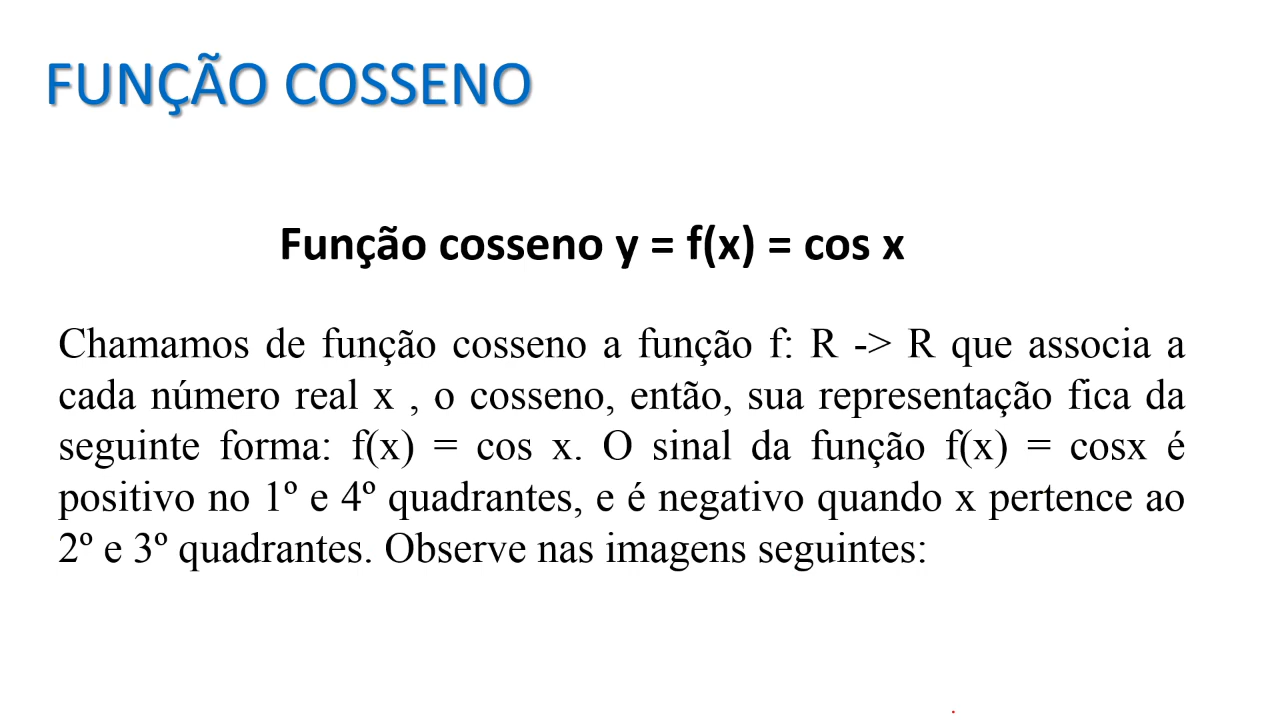 FUNÇÃO COSSENO
Função cosseno y = f(x) = cos x
Chamamos de função cosseno a função f: R -> R que associa a
cada número real x , o cosseno, então, sua representação fica da
seguinte forma: f(x) = cos x. O sinal da função f(x) = cosx é
positivo no 1º e 4º quadrantes, e é negativo quando x pertence ao
2º e 3º quadrantes. Observe nas imagens seguintes: